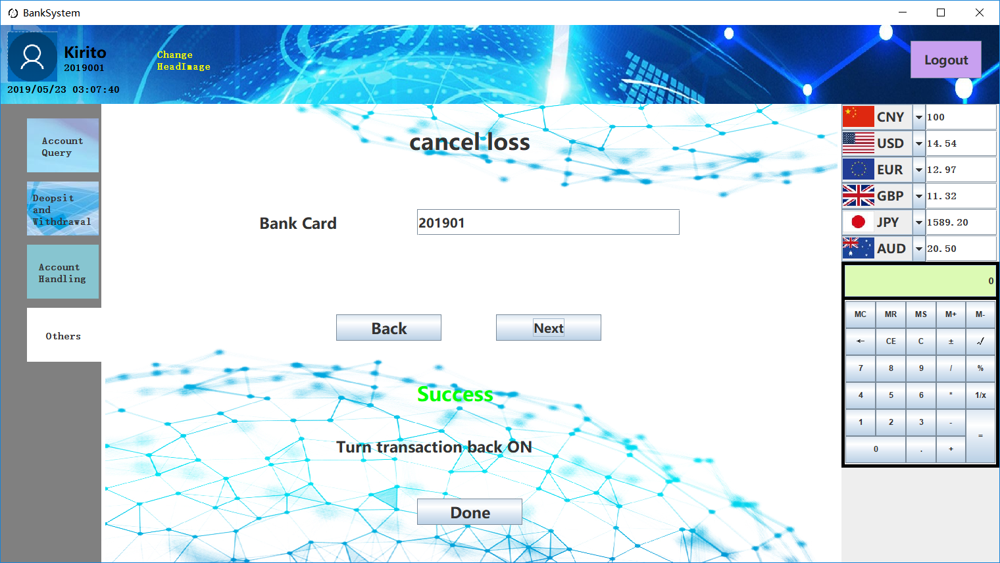 BankSystem
Kirito
2019001
2019/05/23 03:07:40
Change
HeadImage
Logout
Account
Query
Deopsit
and
Withdrawal
Account
Handling
Others
cancel loss
Bank Card
201901
Back
Next
Success
Turn transaction back ON
Done
CNY 100
USD 14.54
EUR 12.97
GBP 11.32
JPY 1589.20
AUD 20.50
0
MC MR MS M+ M-
← CE C ± √
7 8 9 / %
4 5 6 * 1/x
1 2 3 - =
0 . +